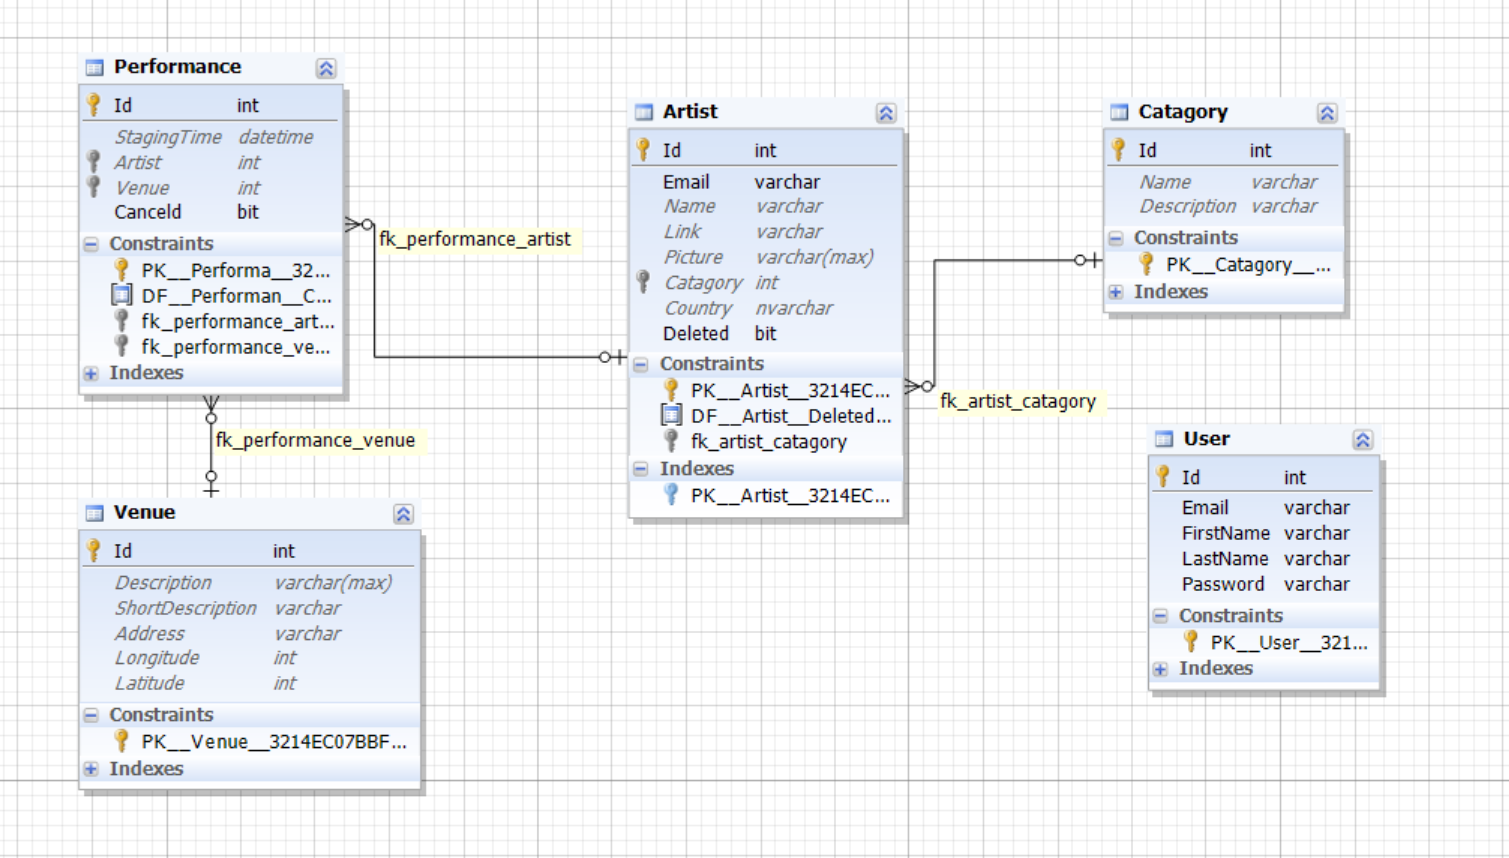 Performance
Id int
StagingTime datetime
Artist int
Venue int
Canceld bit
Constraints
PK__Performa__32...
DF__Performan__C...
fk_performance_art...
fk_performance_ve...
Indexes
fk_performance_artist
fk_performance_venue
Venue
Id int
Description varchar(max)
ShortDescription varchar
Address varchar
Longitude int
Latitude int
Constraints
PK__Venue__3214EC07BBF...
Indexes
Artist
Id int
Email varchar
Name varchar
Link varchar
Picture varchar(max)
Catagory int
Country nvarchar
Deleted bit
Constraints
PK__Artist__3214EC...
DF__Artist__Deleted...
fk_artist_catagory
Indexes
PK__Artist__3214EC...
fk_artist_catagory
Catagory
Id int
Name varchar
Description varchar
Constraints
PK__Catagory__...
Indexes
User
Id int
Email varchar
FirstName varchar
LastName varchar
Password varchar
Constraints
PK__User__321...
Indexes